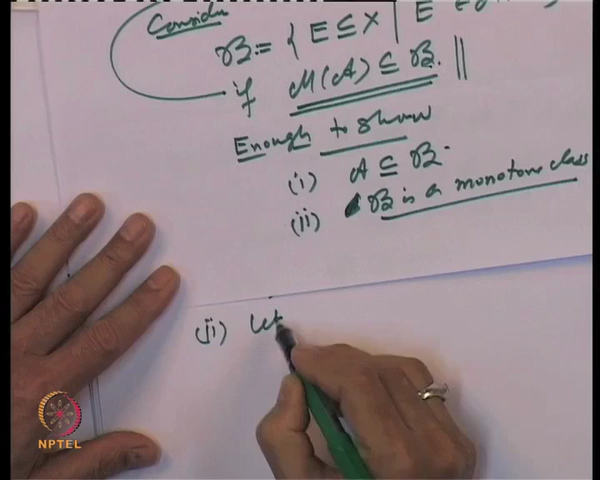 Consider
B := { E ⊆ X | E
if M(A) ⊆ B. ||
Enough to show
(i) A ⊆ B.
(ii) B is a monotone class
(ii) Let
NPTEL